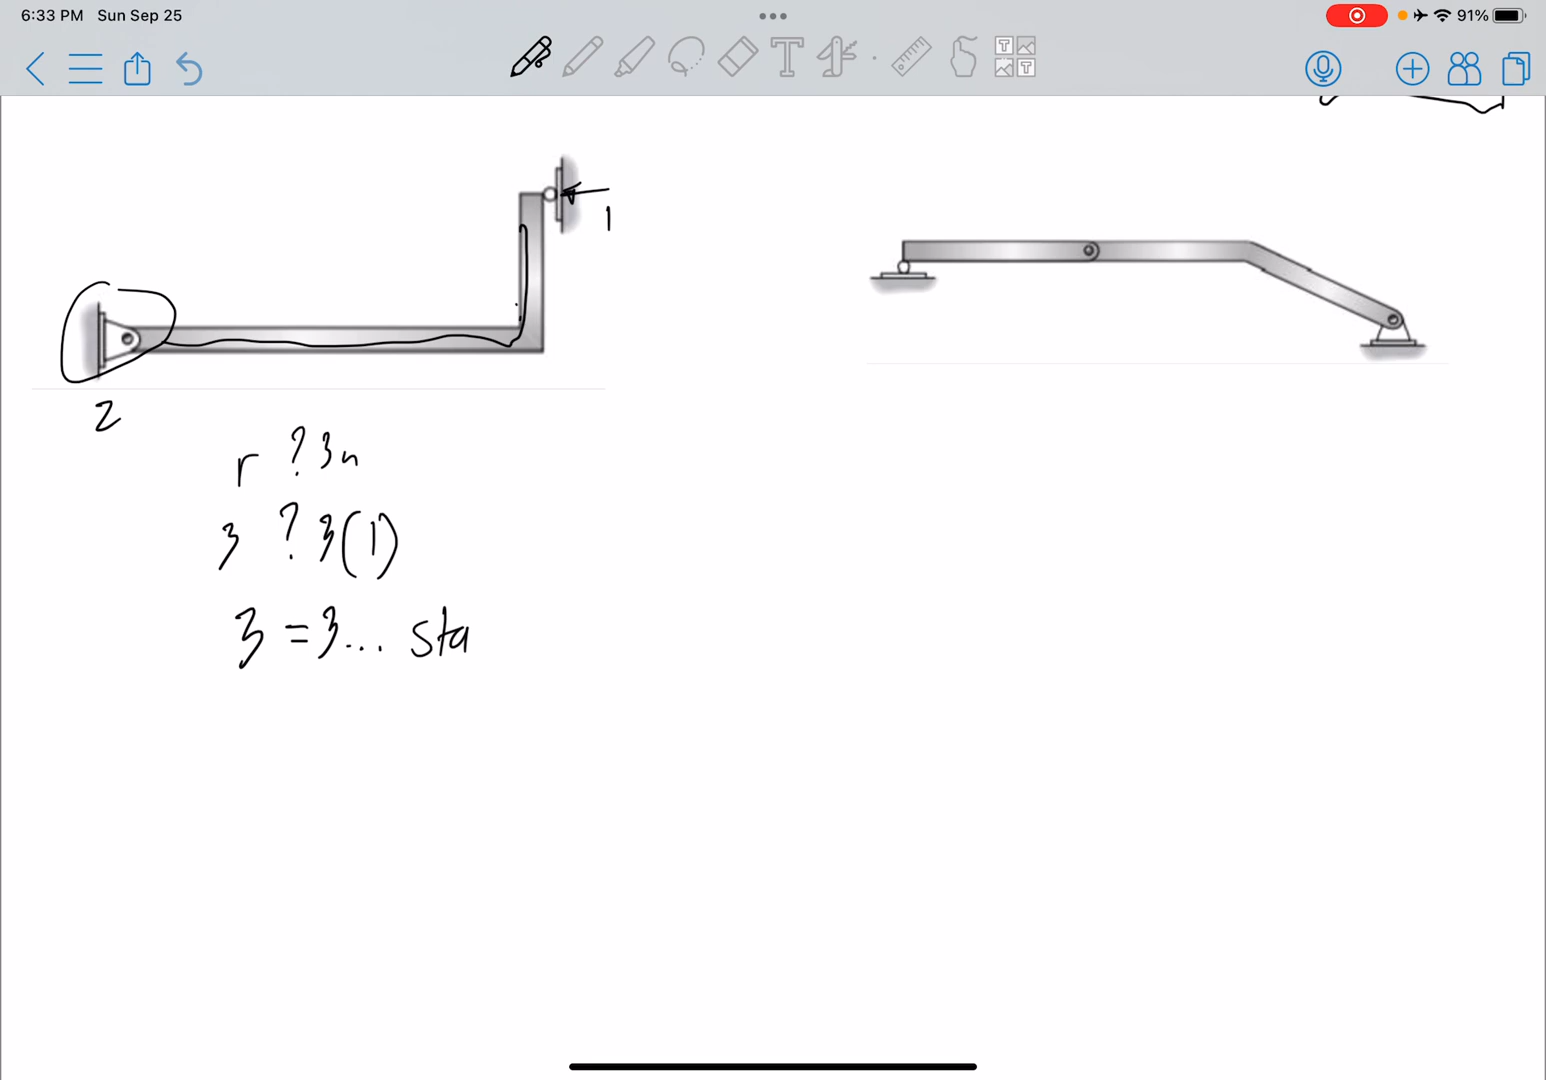 6:33 PM Sun Sep 25
91%
1
2
r ? 3n
3 ? 3(1)
3 = 3... sta